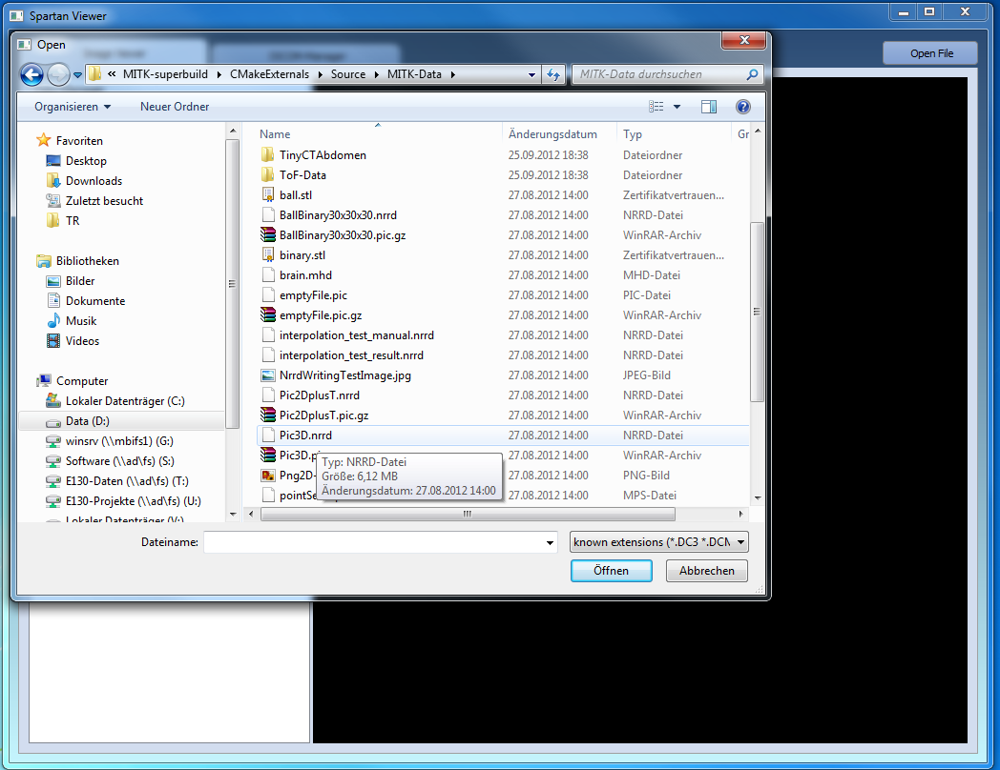 Spartan Viewer
Open
Open File
« MITK-superbuild CMakeExternals Source MITK-Data
MITK-Data durchsuchen
Organisieren Neuer Ordner
Favoriten
Desktop
Downloads
Zuletzt besucht
TR
Bibliotheken
Bilder
Dokumente
Musik
Videos
Computer
Lokaler Datenträger (C:)
Data (D:)
winsrv (\\mbifs1) (G:)
Software (\\ad\fs) (S:)
E130-Daten (\\ad\fs) (T:)
E130-Projekte (\\ad\fs) (U:)
Lokaler Datenträger (V:)
Name Änderungsdatum Typ Gr
TinyCTAbdomen 25.09.2012 18:38 Dateiordner
ToF-Data 25.09.2012 18:38 Dateiordner
ball.stl 27.08.2012 14:00 Zertifikatvertrauen...
BallBinary30x30x30.nrrd 27.08.2012 14:00 NRRD-Datei
BallBinary30x30x30.pic.gz 27.08.2012 14:00 WinRAR-Archiv
binary.stl 27.08.2012 14:00 Zertifikatvertrauen...
brain.mhd 27.08.2012 14:00 MHD-Datei
emptyFile.pic 27.08.2012 14:00 PIC-Datei
emptyFile.pic.gz 27.08.2012 14:00 WinRAR-Archiv
interpolation_test_manual.nrrd 27.08.2012 14:00 NRRD-Datei
interpolation_test_result.nrrd 27.08.2012 14:00 NRRD-Datei
NrrdWritingTestImage.jpg 27.08.2012 14:00 JPEG-Bild
Pic2DplusT.nrrd 27.08.2012 14:00 NRRD-Datei
Pic2DplusT.pic.gz 27.08.2012 14:00 WinRAR-Archiv
Pic3D.nrrd 27.08.2012 14:00 NRRD-Datei
Pic3D.pi 27.08.2012 14:00 WinRAR-Archiv
Png2D- 27.08.2012 14:00 PNG-Bild
pointSe 27.08.2012 14:00 MPS-Datei
Typ: NRRD-Datei
Größe: 6,12 MB
Änderungsdatum: 27.08.2012 14:00
Dateiname:
known extensions (*.DC3 *.DCM
Öffnen
Abbrechen